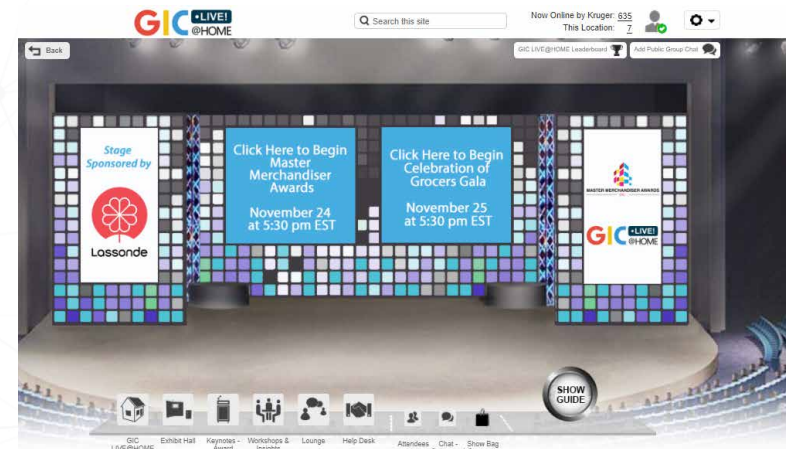 GIC •LIVE! @HOME
Search this site
Now Online by Kruger: 635
This Location: 7
Back
GIC LIVE@HOME Leaderboard
Add Public Group Chat
Stage
Sponsored by
Lassonde
Click Here to Begin
Master
Merchandiser
Awards
November 24
at 5:30 pm EST
Click Here to Begin
Celebration of
Grocers Gala
November 25
at 5:30 pm EST
MASTER MERCHANDISER AWARDS
GIC •LIVE! @HOME
SHOW
GUIDE
GIC
LIVE@HOME
Exhibit Hall
Keynotes -
Award
Workshops &
Insights
Lounge
Help Desk
Attendees
Chat -
Show Bag